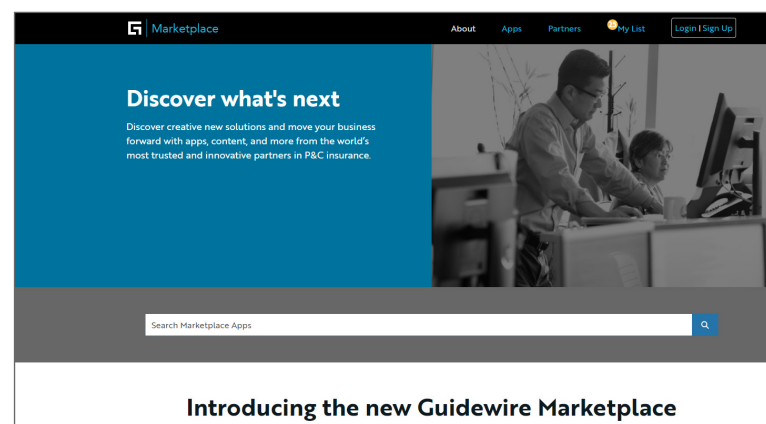 Marketplace
About Apps Partners 23 My List Login | Sign Up
Discover what's next
Discover creative new solutions and move your business
forward with apps, content, and more from the world's
most trusted and innovative partners in P&C insurance.
Search Marketplace Apps
Introducing the new Guidewire Marketplace